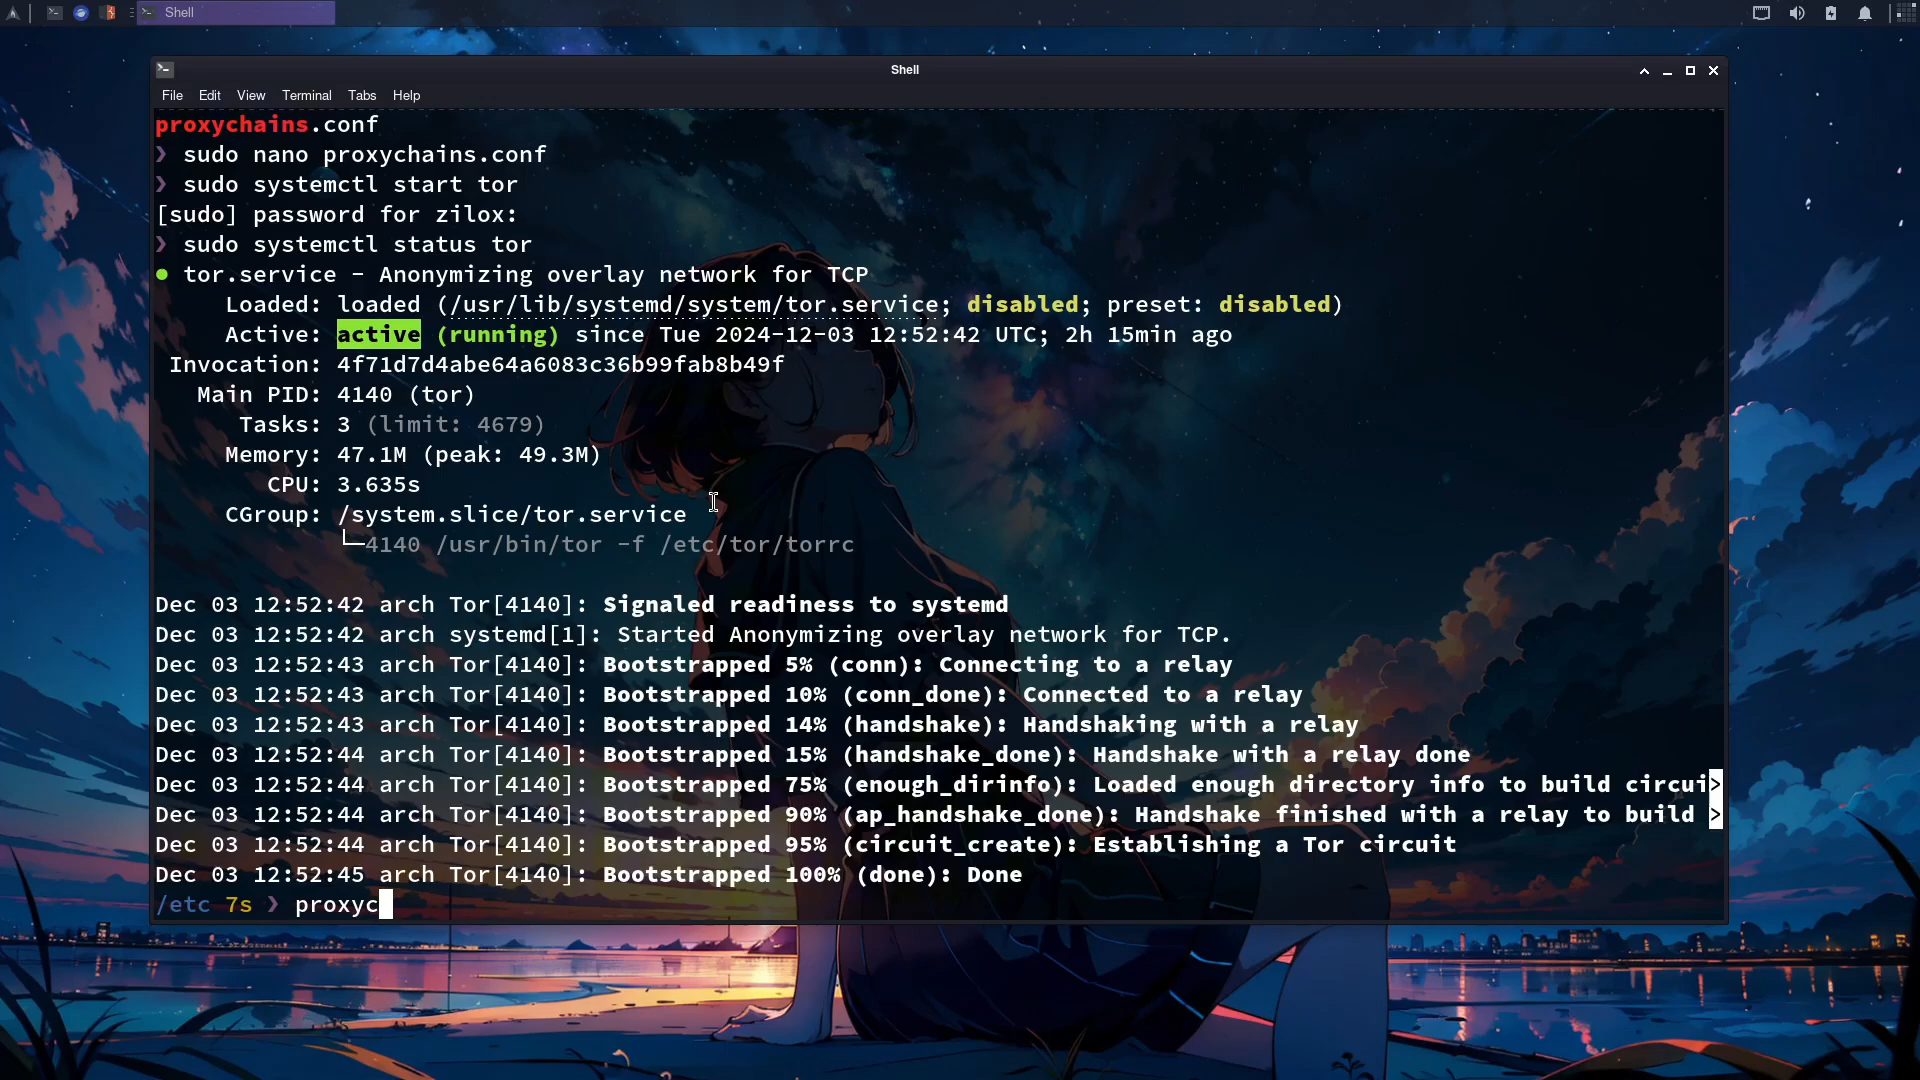 Shell
Shell
File Edit View Terminal Tabs Help
proxychains.conf
❯ sudo nano proxychains.conf
❯ sudo systemctl start tor
[sudo] password for zilox:
❯ sudo systemctl status tor
● tor.service - Anonymizing overlay network for TCP
Loaded: loaded (/usr/lib/systemd/system/tor.service; disabled; preset: disabled)
Active: active (running) since Tue 2024-12-03 12:52:42 UTC; 2h 15min ago
Invocation: 4f71d7d4abe64a6083c36b99fab8b49f
Main PID: 4140 (tor)
Tasks: 3 (limit: 4679)
Memory: 47.1M (peak: 49.3M)
CPU: 3.635s
CGroup: /system.slice/tor.service
└─4140 /usr/bin/tor -f /etc/tor/torrc
Dec 03 12:52:42 arch Tor[4140]: Signaled readiness to systemd
Dec 03 12:52:42 arch systemd[1]: Started Anonymizing overlay network for TCP.
Dec 03 12:52:43 arch Tor[4140]: Bootstrapped 5% (conn): Connecting to a relay
Dec 03 12:52:43 arch Tor[4140]: Bootstrapped 10% (conn_done): Connected to a relay
Dec 03 12:52:43 arch Tor[4140]: Bootstrapped 14% (handshake): Handshaking with a relay
Dec 03 12:52:44 arch Tor[4140]: Bootstrapped 15% (handshake_done): Handshake with a relay done
Dec 03 12:52:44 arch Tor[4140]: Bootstrapped 75% (enough_dirinfo): Loaded enough directory info to build circui>
Dec 03 12:52:44 arch Tor[4140]: Bootstrapped 90% (ap_handshake_done): Handshake finished with a relay to build >
Dec 03 12:52:44 arch Tor[4140]: Bootstrapped 95% (circuit_create): Establishing a Tor circuit
Dec 03 12:52:45 arch Tor[4140]: Bootstrapped 100% (done): Done
/etc 7s ❯ proxyc